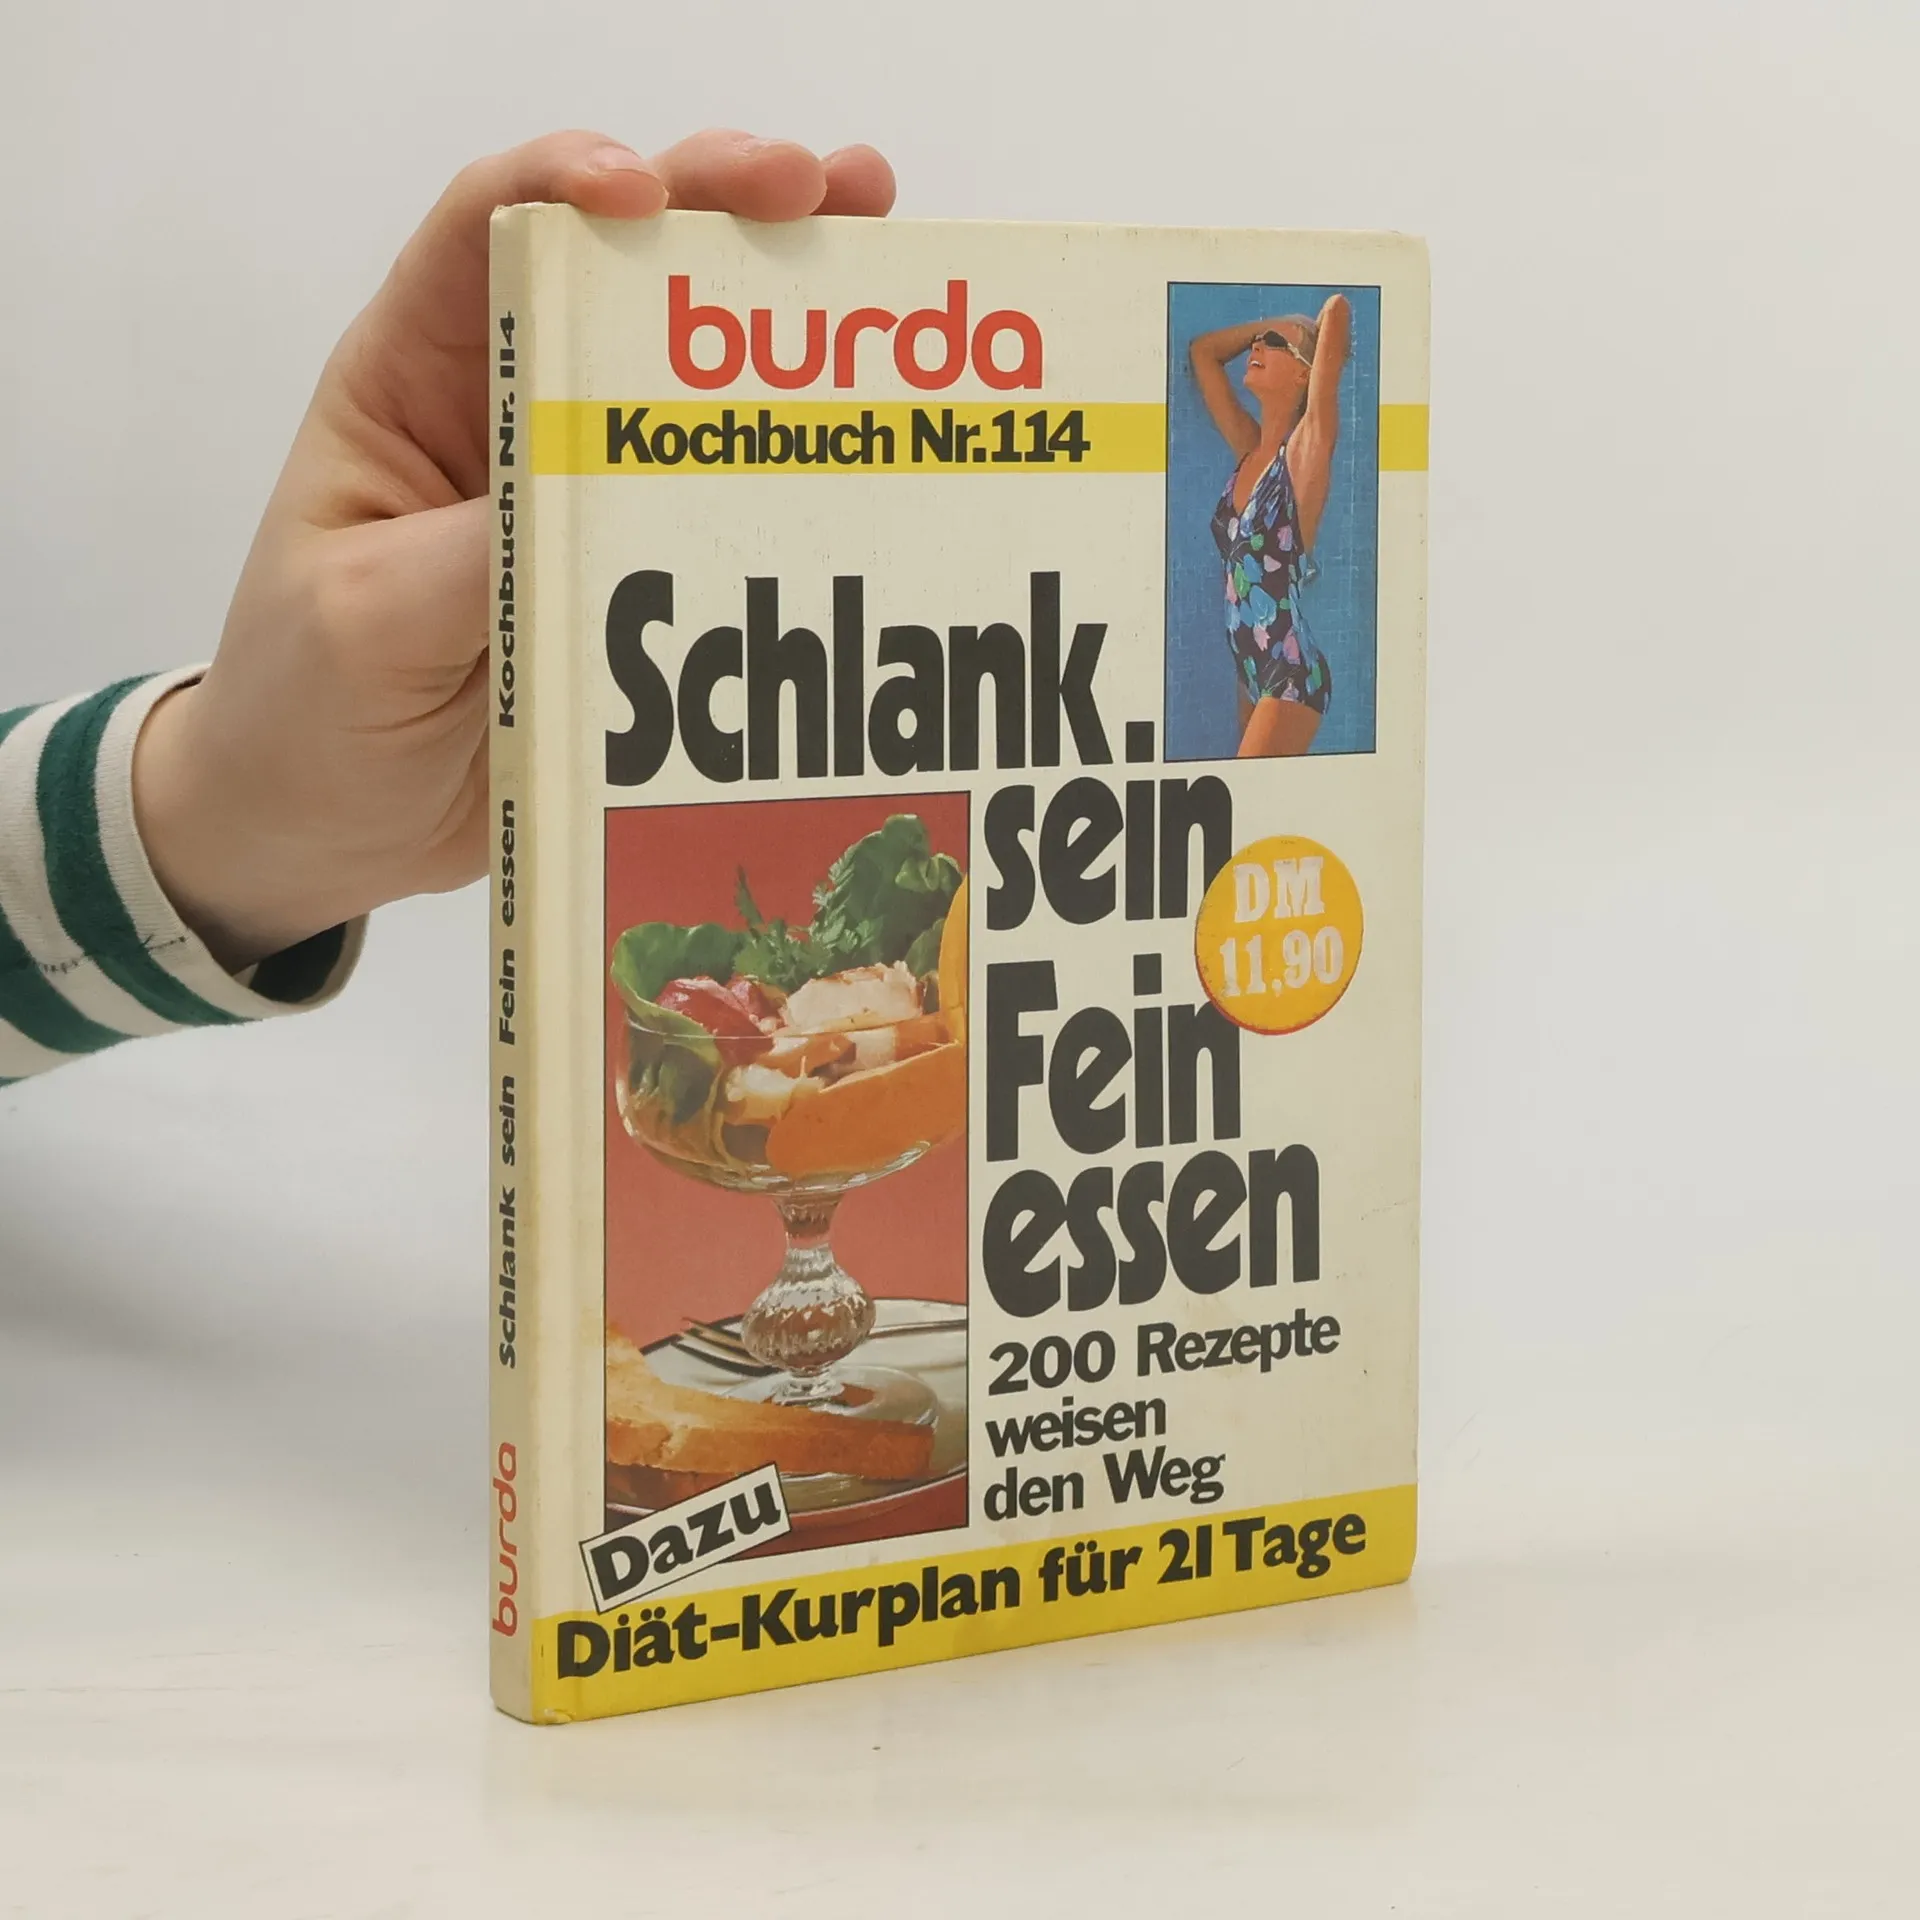 burda
Kochbuch Nr.114
Schlank
sein
Fein
essen
DM
11,90
200 Rezepte
weisen
den Weg
Dazu
Diät-Kurplan für 21 Tage
burda Schlank sein Fein essen Kochbuch Nr. 114